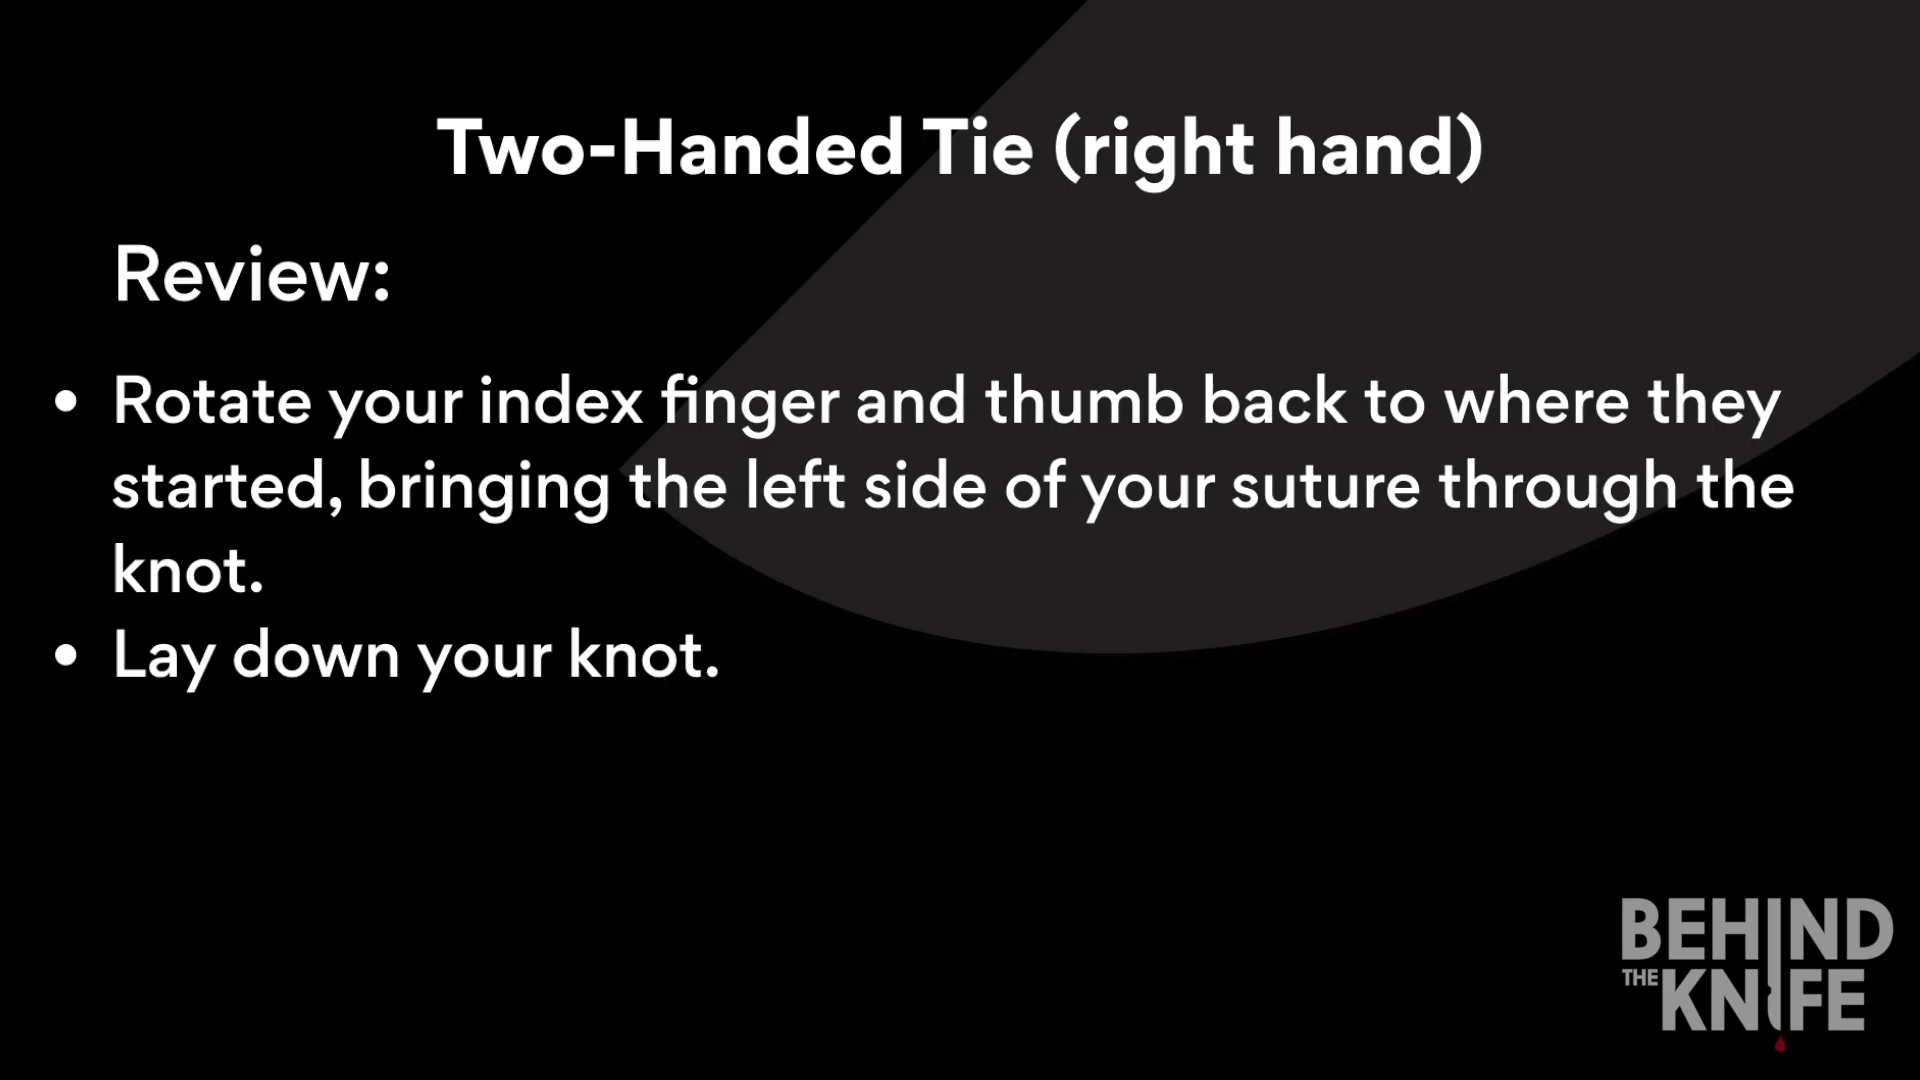 Two-Handed Tie (right hand)
Review:
• Rotate your index finger and thumb back to where they
started, bringing the left side of your suture through the
knot.
• Lay down your knot.
BEHIND
THE KNIFE